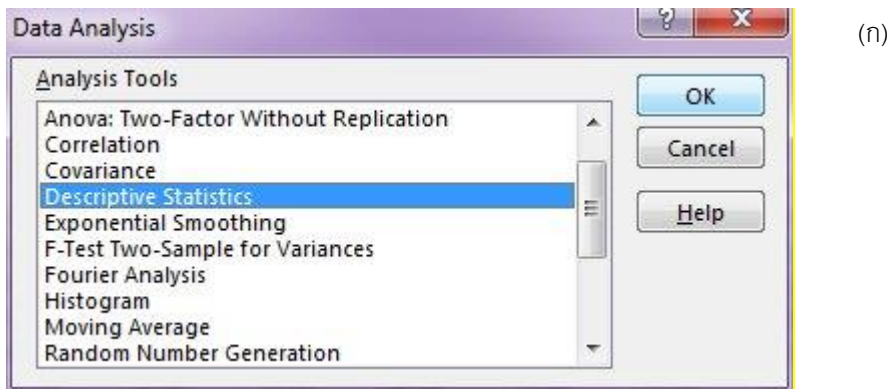 Data Analysis
(ก)
Analysis Tools
Anova: Two-Factor Without Replication
Correlation
Covariance
Descriptive Statistics
Exponential Smoothing
F-Test Two-Sample for Variances
Fourier Analysis
Histogram
Moving Average
Random Number Generation
OK
Cancel
Help